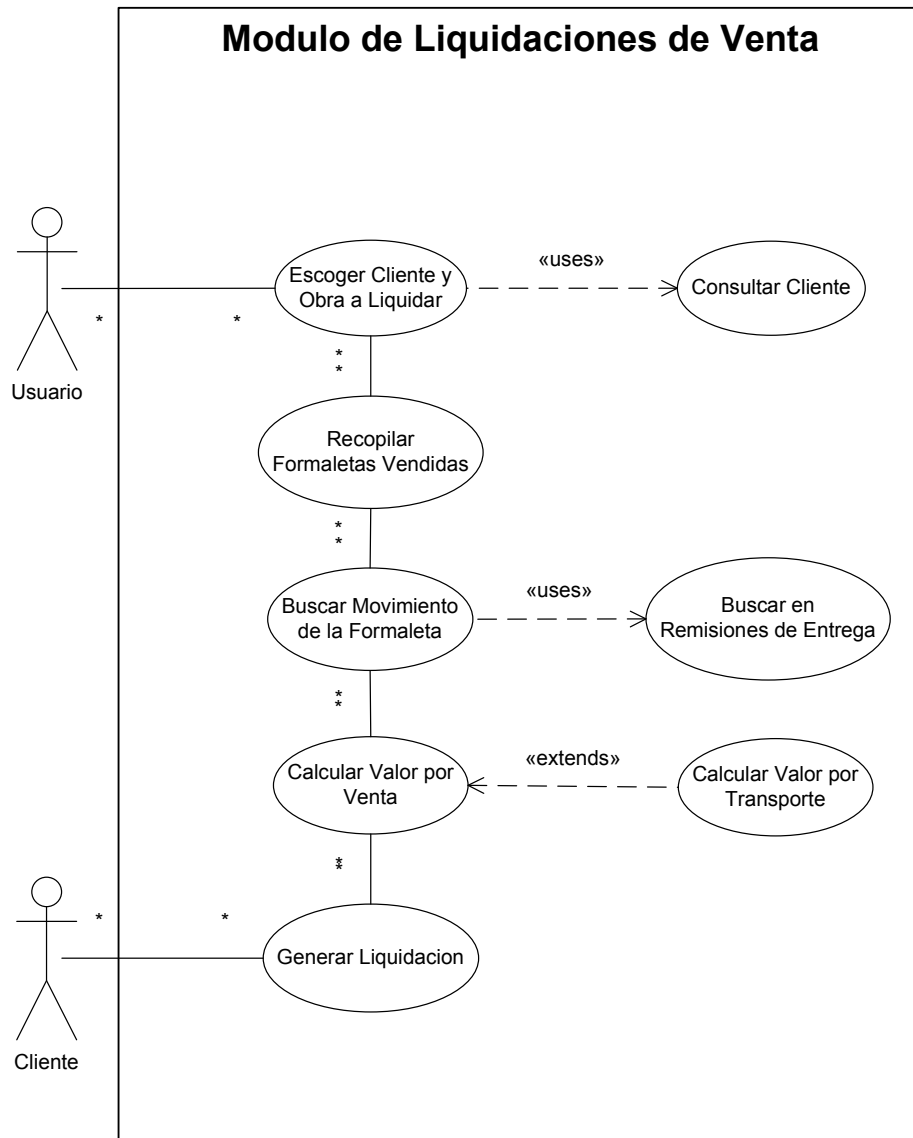 Modulo de Liquidaciones de Venta
Escoger Cliente y
Obra a Liquidar
«uses»
Consultar Cliente
*
*
Usuario
*
*
Recopilar
Formaletas Vendidas
*
*
Buscar Movimiento
de la Formaleta
«uses»
Buscar en
Remisiones de Entrega
*
*
Calcular Valor por
Venta
«extends»
Calcular Valor por
Transporte
*
*
*
*
Generar Liquidacion
Cliente